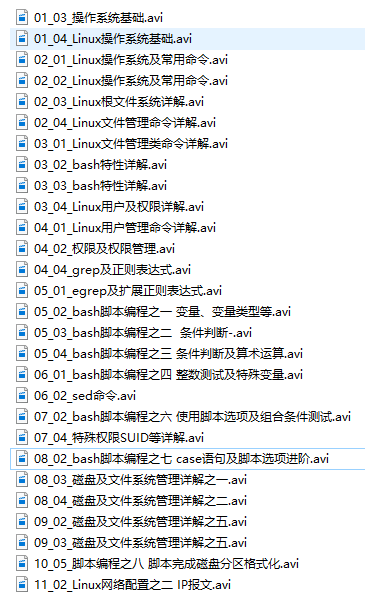 01_03_操作系统基础.avi
01_04_Linux操作系统基础.avi
02_01_Linux操作系统及常用命令.avi
02_02_Linux操作系统及常用命令.avi
02_03_Linux根文件系统详解.avi
02_04_Linux文件管理命令详解.avi
03_01_Linux文件管理类命令详解.avi
03_02_bash特性详解.avi
03_03_bash特性详解.avi
03_04_Linux用户及权限详解.avi
04_01_Linux用户管理命令详解.avi
04_02_权限及权限管理.avi
04_04_grep及正则表达式.avi
05_01_egrep及扩展正则表达式.avi
05_02_bash脚本编程之一 变量、变量类型等.avi
05_03_bash脚本编程之二  条件判断-.avi
05_04_bash脚本编程之三 条件判断及算术运算.avi
06_01_bash脚本编程之四 整数测试及特殊变量.avi
06_02_sed命令.avi
07_02_bash脚本编程之六 使用脚本选项及组合条件测试.avi
07_04_特殊权限SUID等详解.avi
08_02_bash脚本编程之七 case语句及脚本选项进阶.avi
08_03_磁盘及文件系统管理详解之一.avi
08_04_磁盘及文件系统管理详解之二.avi
09_02_磁盘及文件系统管理详解之五.avi
09_03_磁盘及文件系统管理详解之五.avi
10_05_脚本编程之八 脚本完成磁盘分区格式化.avi
11_02_Linux网络配置之二 IP报文.avi